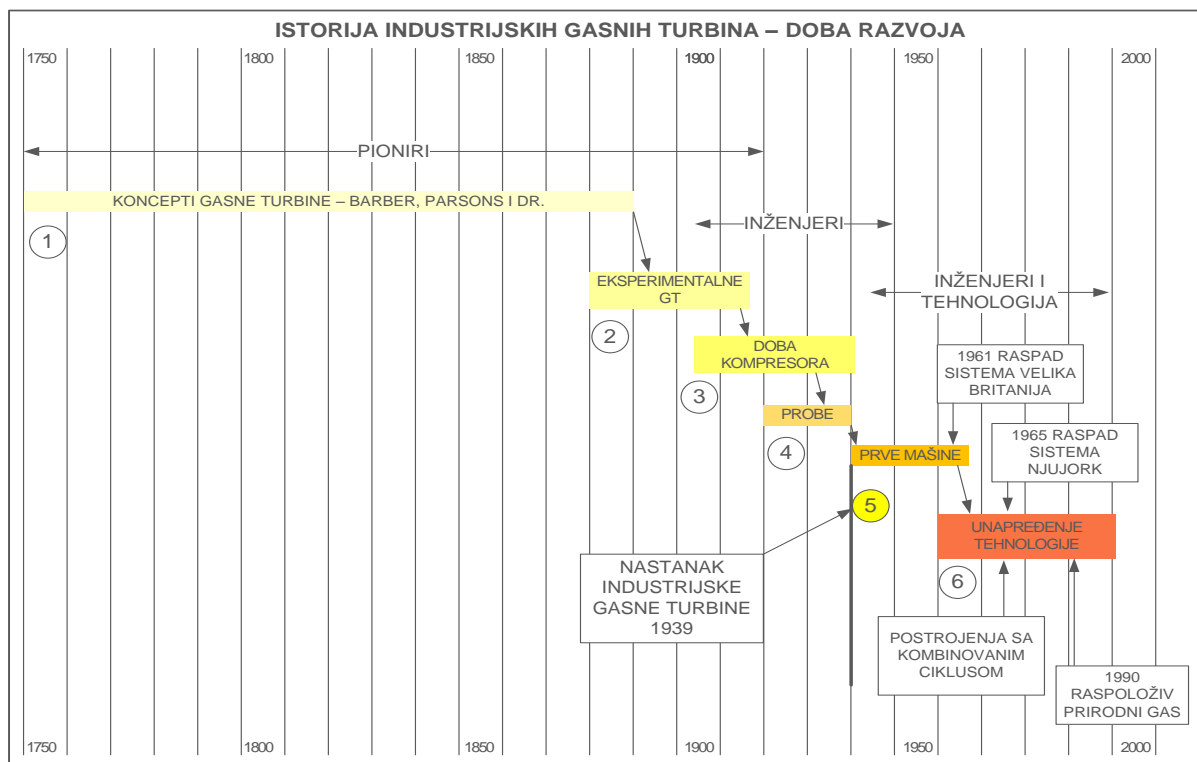 ISTORIJA INDUSTRIJSKIH GASNIH TURBINA – DOBA RAZVOJA
1750 1800 1850 1900 1950 2000
PIONIRI
KONCEPTI GASNE TURBINE – BARBER, PARSONS I DR.
1
INŽENJERI
EKSPERIMENTALNE
GT
2
INŽENJERI I
TEHNOLOGIJA
DOBA
KOMPRESORA
3
1961 RASPAD
SISTEMA VELIKA
BRITANIJA
PROBE
4
1965 RASPAD
SISTEMA
NJUJORK
PRVE MAŠINE
5
UNAPREĐENJE
TEHNOLOGIJE
6
NASTANAK
INDUSTRIJSKE
GASNE TURBINE
1939
POSTROJENJA SA
KOMBINOVANIM
CIKLUSOM
1990
RASPOLOŽIV
PRIRODNI GAS
1750 1800 1850 1900 1950 2000